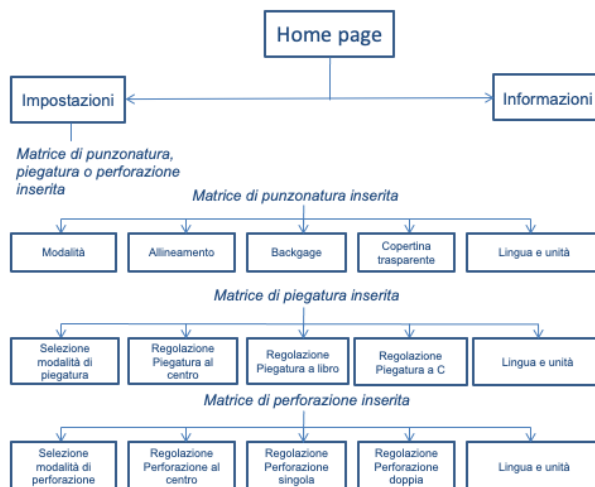 Home page
Impostazioni
Informazioni
Matrice di punzonatura,
piegatura o perforazione
inserita
Matrice di punzonatura inserita
Modalità
Allineamento
Backgage
Copertina
trasparente
Lingua e unità
Matrice di piegatura inserita
Selezione
modalità di
piegatura
Regolazione
Piegatura al
centro
Regolazione
Piegatura a libro
Regolazione
Piegatura a C
Lingua e unità
Matrice di perforazione inserita
Selezione
modalità di
perforazione
Regolazione
Perforazione al
centro
Regolazione
Perforazione
singola
Regolazione
Perforazione
doppia
Lingua e unità